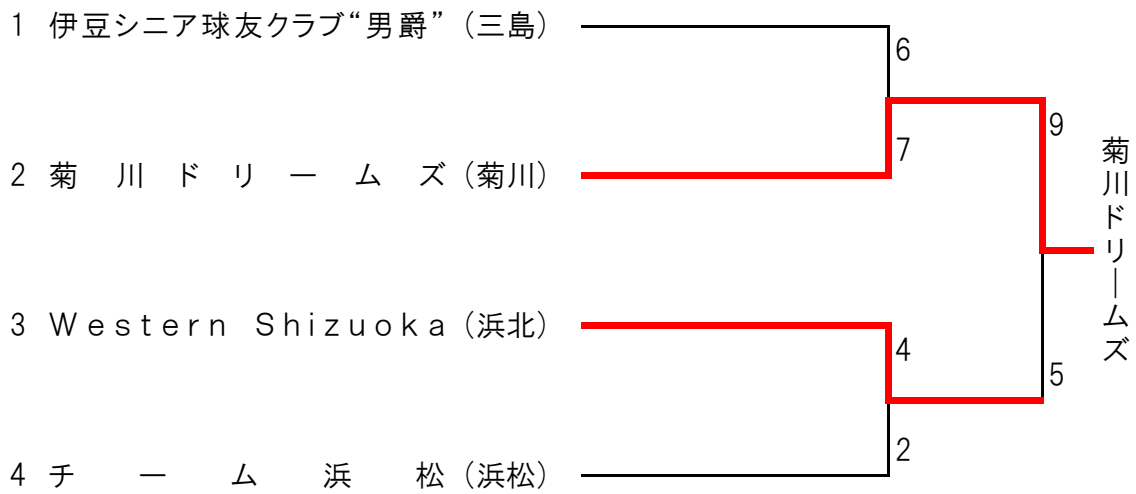 1 伊豆シニア球友クラブ“男爵”（三島）
6
9
7
2 菊川ドリームズ（菊川）
菊川ドリームズ
3 Western Shizuoka（浜北）
4
5
2
4 チーム浜松（浜松）